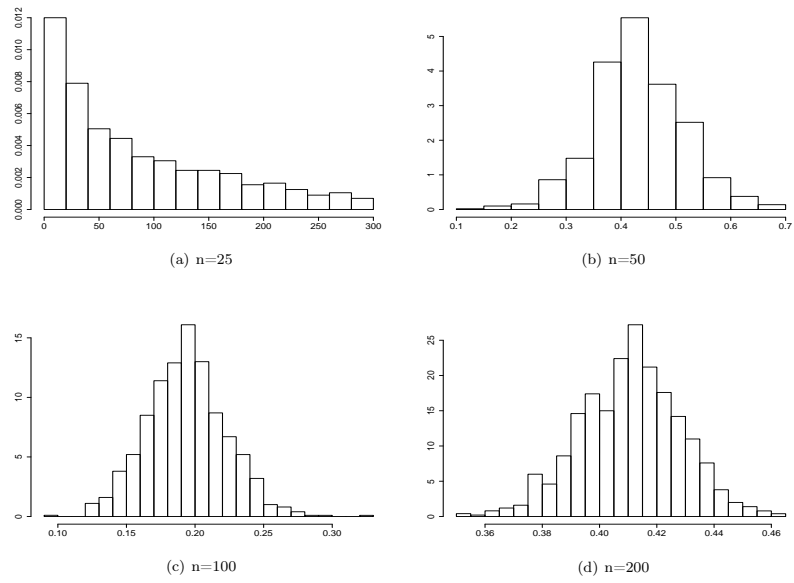 0.000 0.002 0.004 0.006 0.008 0.010 0.012
0 50 100 150 200 250 300
(a) n=25
0 1 2 3 4 5
0.1 0.2 0.3 0.4 0.5 0.6 0.7
(b) n=50
0 5 10 15
0.10 0.15 0.20 0.25 0.30
(c) n=100
0 5 10 15 20 25
0.36 0.38 0.40 0.42 0.44 0.46
(d) n=200